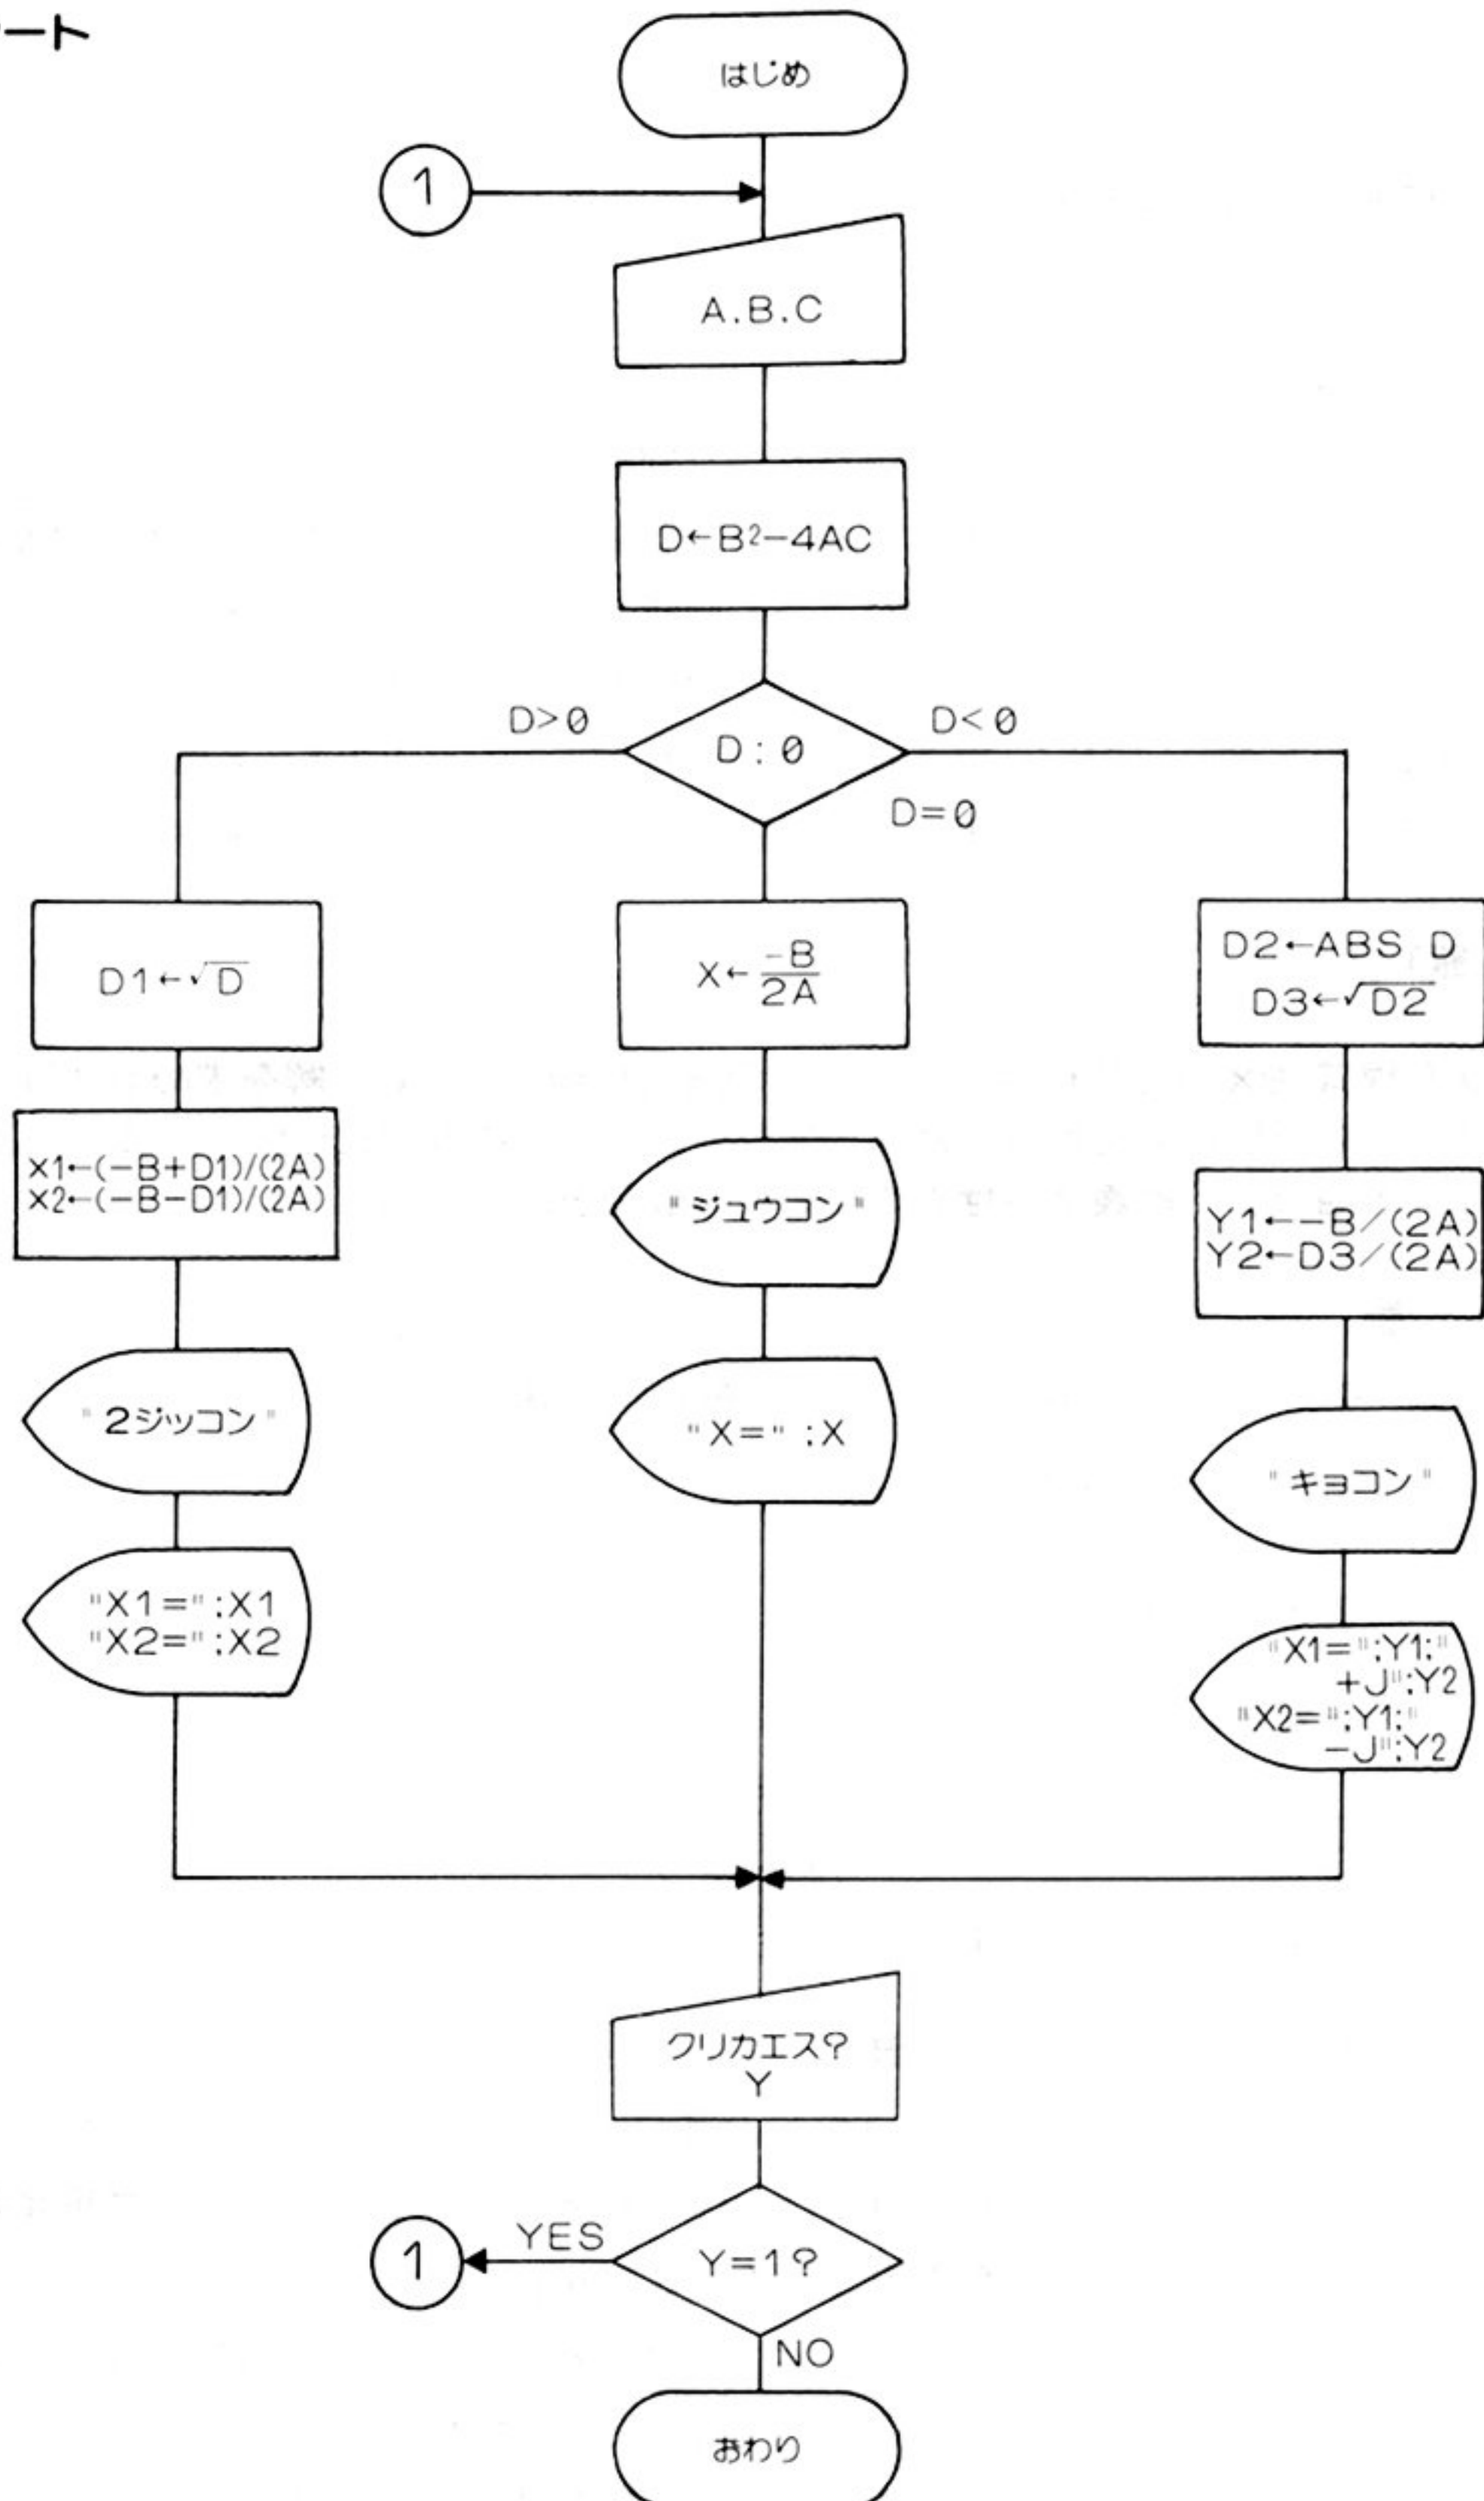 ート
はじめ
1
A.B.C
D←B²−4AC
D>0
D:0
D<0
D=0
D1←√D
X←-B/2A
D2←ABS D
D3←√D2
X1←(−B+D1)/(2A)
X2←(−B−D1)/(2A)
"ジュウコン"
Y1←−B/(2A)
Y2←D3/(2A)
"2ジッコン"
"X=":X
"キョコン"
"X1=":X1
"X2=":X2
"X1=":Y1:"
+J":Y2
"X2=":Y1:"
−J":Y2
クリカエス?
Y
YES
1
Y=1?
NO
おわり